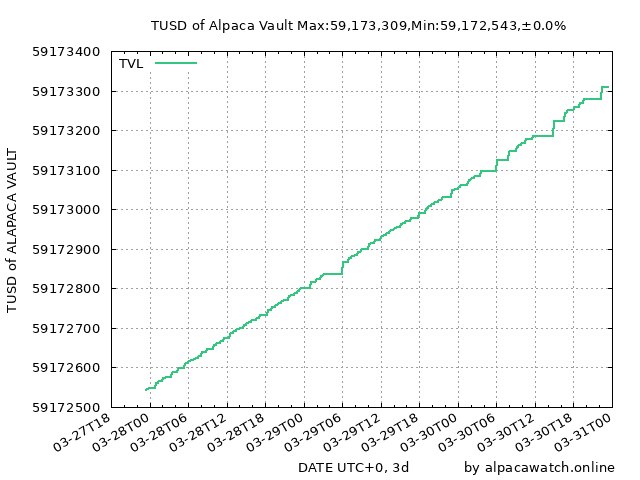 TUSD of Alpaca Vault Max:59,173,309,Min:59,172,543,±0.0%
TVL
59173400
59173300
59173200
59173100
59173000
59172900
59172800
59172700
59172600
59172500
TUSD of ALAPACA VAULT
03-27T18
03-28T00
03-28T06
03-28T12
03-28T18
03-29T00
03-29T06
03-29T12
03-29T18
03-30T00
03-30T06
03-30T12
03-30T18
03-31T00
DATE UTC+0, 3d
by alpacawatch.online